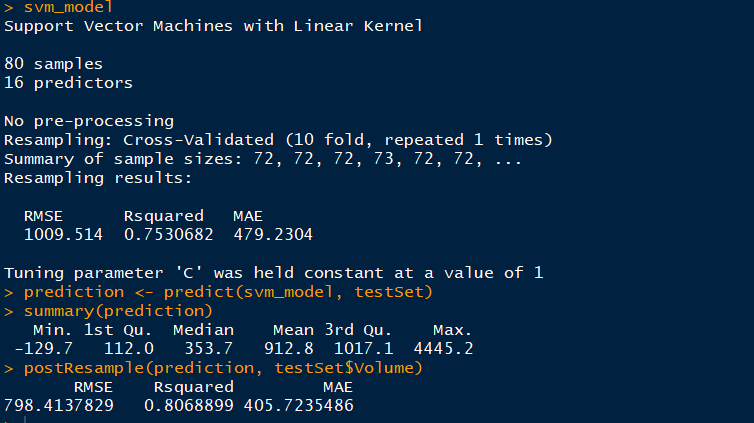 > svm_model
Support Vector Machines with Linear Kernel
80 samples
16 predictors
No pre-processing
Resampling: Cross-Validated (10 fold, repeated 1 times)
Summary of sample sizes: 72, 72, 72, 73, 72, 72, ...
Resampling results:
RMSE Rsquared MAE
1009.514 0.7530682 479.2304
Tuning parameter 'C' was held constant at a value of 1
> prediction <- predict(svm_model, testSet)
> summary(prediction)
Min. 1st Qu. Median Mean 3rd Qu. Max.
-129.7 112.0 353.7 912.8 1017.1 4445.2
> postResample(prediction, testSet$Volume)
RMSE Rsquared MAE
798.4137829 0.8068899 405.7235486
>